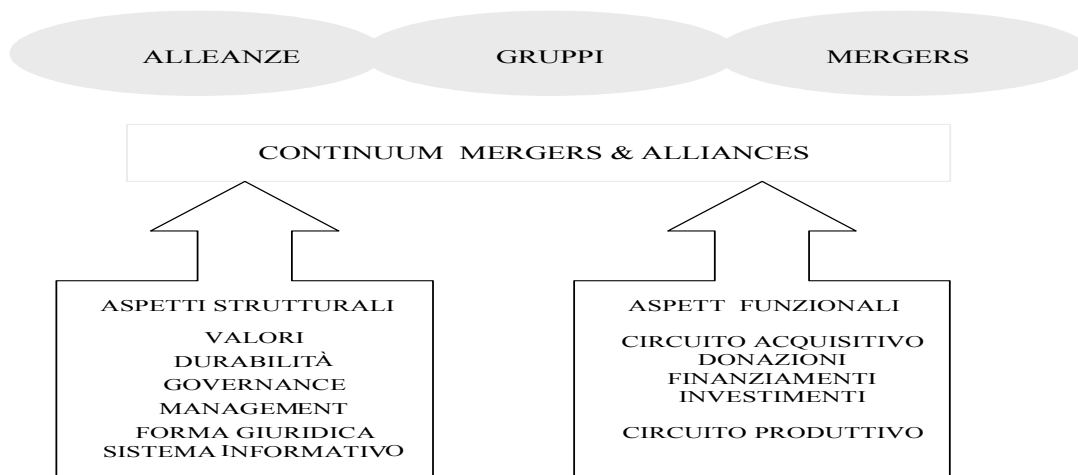 ALLEANZE GRUPPI MERGERS
CONTINUUM MERGERS & ALLIANCES
ASPETTI STRUTTURALI
VALORI
DURABILITÀ
GOVERNANCE
MANAGEMENT
FORMA GIURIDICA
SISTEMA INFORMATIVO
ASPETT FUNZIONALI
CIRCUITO ACQUISITIVO
DONAZIONI
FINANZIAMENTI
INVESTIMENTI
CIRCUITO PRODUTTIVO